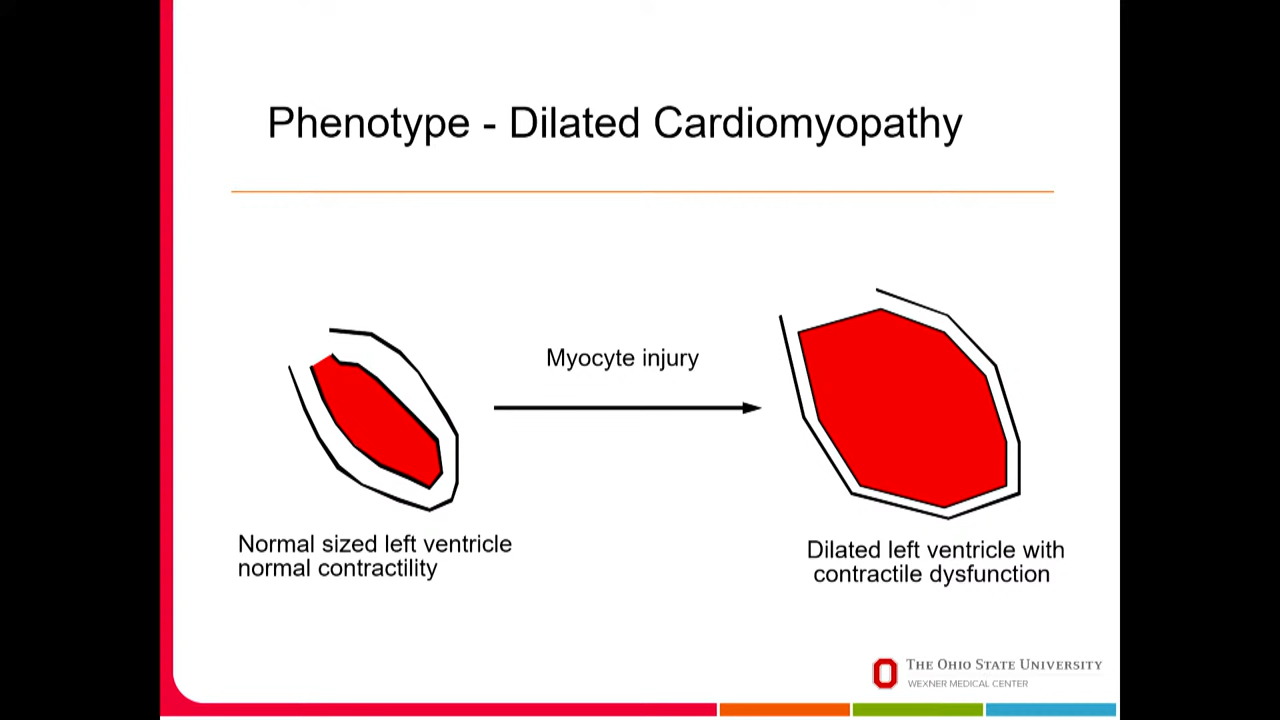 Phenotype - Dilated Cardiomyopathy
Myocyte injury
Normal sized left ventricle
normal contractility
Dilated left ventricle with
contractile dysfunction
THE OHIO STATE UNIVERSITY
WEXNER MEDICAL CENTER